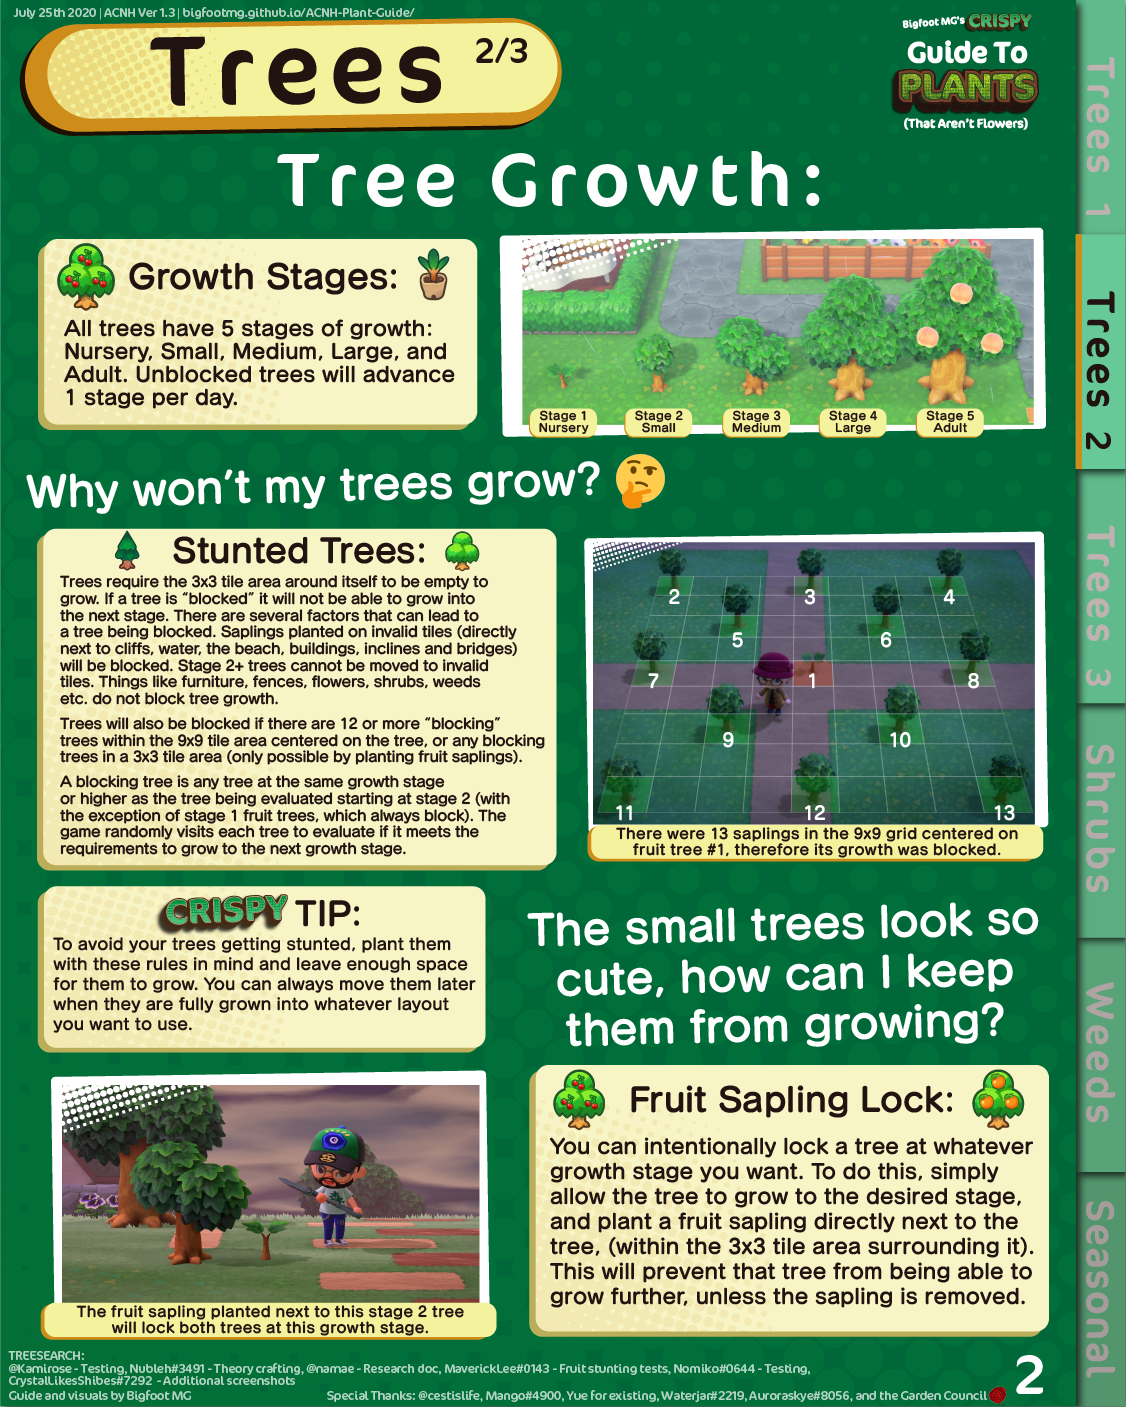 July 25th 2020 | ACNH Ver 1.3 | bigfootmg.github.io/ACNH-Plant-Guide/
Trees 2/3
Bigfoot MG's CRISPY
Guide To
PLANTS
(That Aren't Flowers)
Tree Growth:
Growth Stages:
All trees have 5 stages of growth:
Nursery, Small, Medium, Large, and
Adult. Unblocked trees will advance
1 stage per day.
Stage 1
Nursery
Stage 2
Small
Stage 3
Medium
Stage 4
Large
Stage 5
Adult
Why won't my trees grow?
Stunted Trees:
Trees require the 3x3 tile area around itself to be empty to
grow. If a tree is "blocked" it will not be able to grow into
the next stage. There are several factors that can lead to
a tree being blocked. Saplings planted on invalid tiles (directly
next to cliffs, water, the beach, buildings, inclines and bridges)
will be blocked. Stage 2+ trees cannot be moved to invalid
tiles. Things like furniture, fences, flowers, shrubs, weeds
etc. do not block tree growth.
Trees will also be blocked if there are 12 or more "blocking"
trees within the 9x9 tile area centered on the tree, or any blocking
trees in a 3x3 tile area (only possible by planting fruit saplings).
A blocking tree is any tree at the same growth stage
or higher as the tree being evaluated starting at stage 2 (with
the exception of stage 1 fruit trees, which always block). The
game randomly visits each tree to evaluate if it meets the
requirements to grow to the next growth stage.
2 3 4
5 6
7 1 8
9 10
11 12 13
There were 13 saplings in the 9x9 grid centered on
fruit tree #1, therefore its growth was blocked.
CRISPY TIP:
To avoid your trees getting stunted, plant them
with these rules in mind and leave enough space
for them to grow. You can always move them later
when they are fully grown into whatever layout
you want to use.
The fruit sapling planted next to this stage 2 tree
will lock both trees at this growth stage.
The small trees look so
cute, how can I keep
them from growing?
Fruit Sapling Lock:
You can intentionally lock a tree at whatever
growth stage you want. To do this, simply
allow the tree to grow to the desired stage,
and plant a fruit sapling directly next to the
tree, (within the 3x3 tile area surrounding it).
This will prevent that tree from being able to
grow further, unless the sapling is removed.
TREESEARCH:
@Kamirose - Testing, Nubleh#3491 - Theory crafting, @namae - Research doc, MaverickLee#0143 - Fruit stunting tests, Nomiko#0644 - Testing,
CrystalLikesShibes#7292 - Additional screenshots
Guide and visuals by Bigfoot MG
Special Thanks: @cestislife, Mango#4900, Yue for existing, Waterjar#2219, Auroraskye#8056, and the Garden Council
2
Trees 1
Trees 2
Trees 3
Shrubs
Weeds
Seasonal